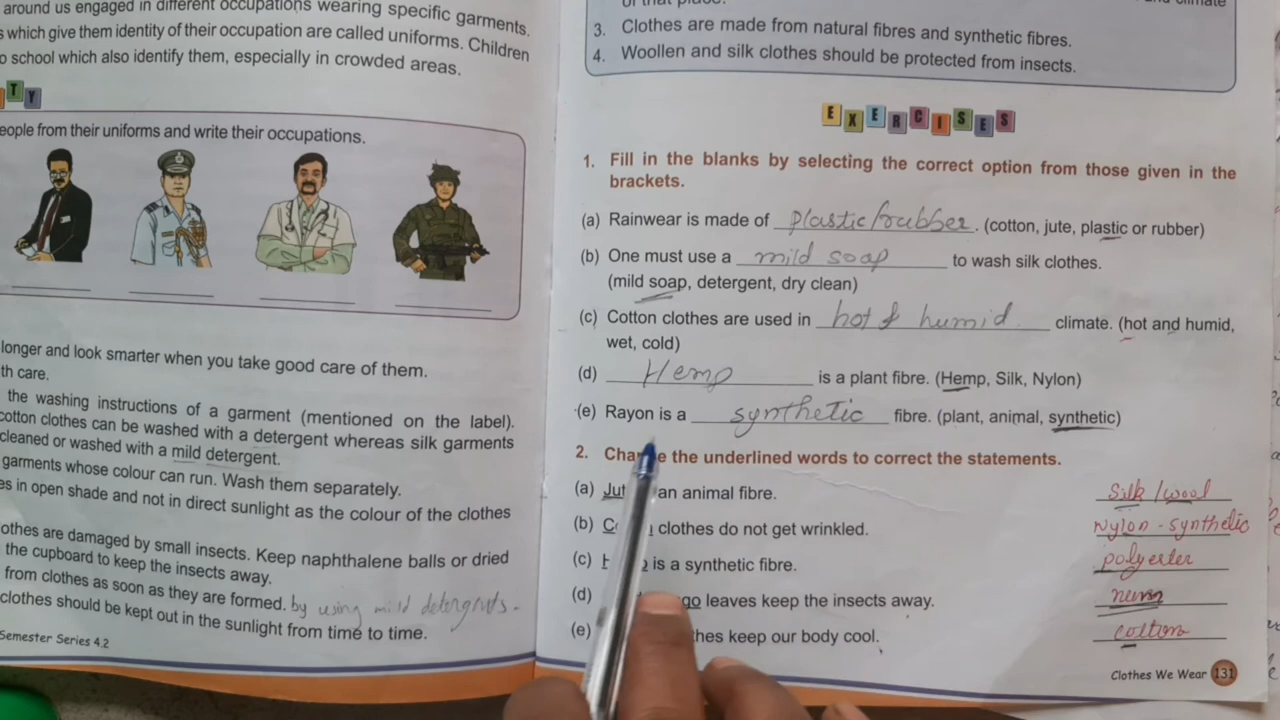 around us engaged in different occupations wearing specific garments.
which give them identity of their occupation are called uniforms. Children
school which also identify them, especially in crowded areas.
T Y
people from their uniforms and write their occupations.
longer and look smarter when you take good care of them.
care.
the washing instructions of a garment (mentioned on the label).
cotton clothes can be washed with a detergent whereas silk garments
cleaned or washed with a mild detergent.
garments whose colour can run. Wash them separately.
in open shade and not in direct sunlight as the colour of the clothes
are damaged by small insects. Keep naphthalene balls or dried
the cupboard to keep the insects away.
from clothes as soon as they are formed. by using mild detergnts.
clothes should be kept out in the sunlight from time to time.
Semester Series 4.2
of that place.
3. Clothes are made from natural fibres and synthetic fibres.
4. Woollen and silk clothes should be protected from insects.
EXERCISES
1. Fill in the blanks by selecting the correct option from those given in the
brackets.
(a) Rainwear is made of plastic/rubber. (cotton, jute, plastic or rubber)
(b) One must use a mild soap to wash silk clothes.
(mild soap, detergent, dry clean)
(c) Cotton clothes are used in hot & humid climate. (hot and humid,
wet, cold)
(d) Hemp is a plant fibre. (Hemp, Silk, Nylon)
(e) Rayon is a synthetic fibre. (plant, animal, synthetic)
2. Change the underlined words to correct the statements.
(a) an animal fibre. Silk / wool
(b) clothes do not get wrinkled. Nylon - synthetic
(c) is a synthetic fibre. polyester
(d) leaves keep the insects away. neem
(e) keep our body cool. cotton
Clothes We Wear 131